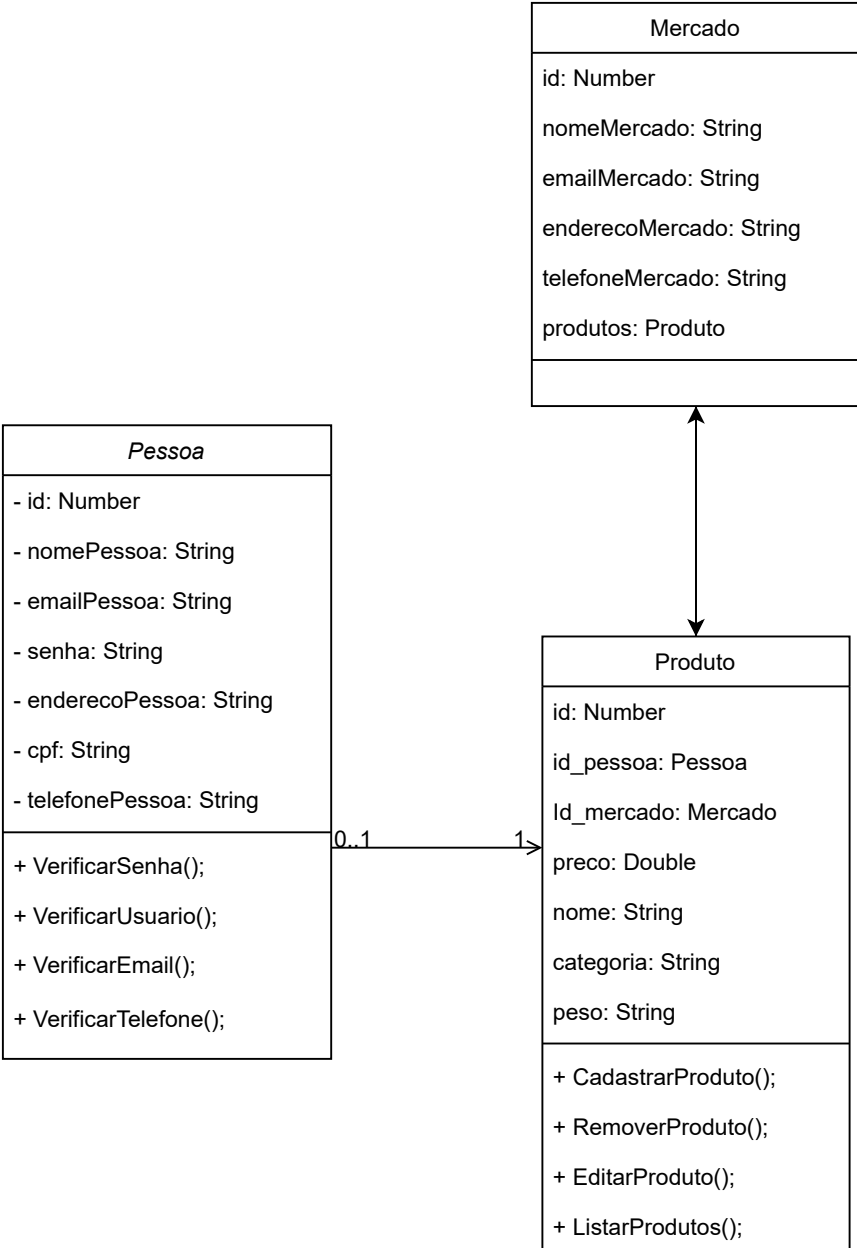 Mercado
id: Number
nomeMercado: String
emailMercado: String
enderecoMercado: String
telefoneMercado: String
produtos: Produto
Pessoa
- id: Number
- nomePessoa: String
- emailPessoa: String
- senha: String
- enderecoPessoa: String
- cpf: String
- telefonePessoa: String
+ VerificarSenha();
+ VerificarUsuario();
+ VerificarEmail();
+ VerificarTelefone();
0..1
1
Produto
id: Number
id_pessoa: Pessoa
Id_mercado: Mercado
preco: Double
nome: String
categoria: String
peso: String
+ CadastrarProduto();
+ RemoverProduto();
+ EditarProduto();
+ ListarProdutos();